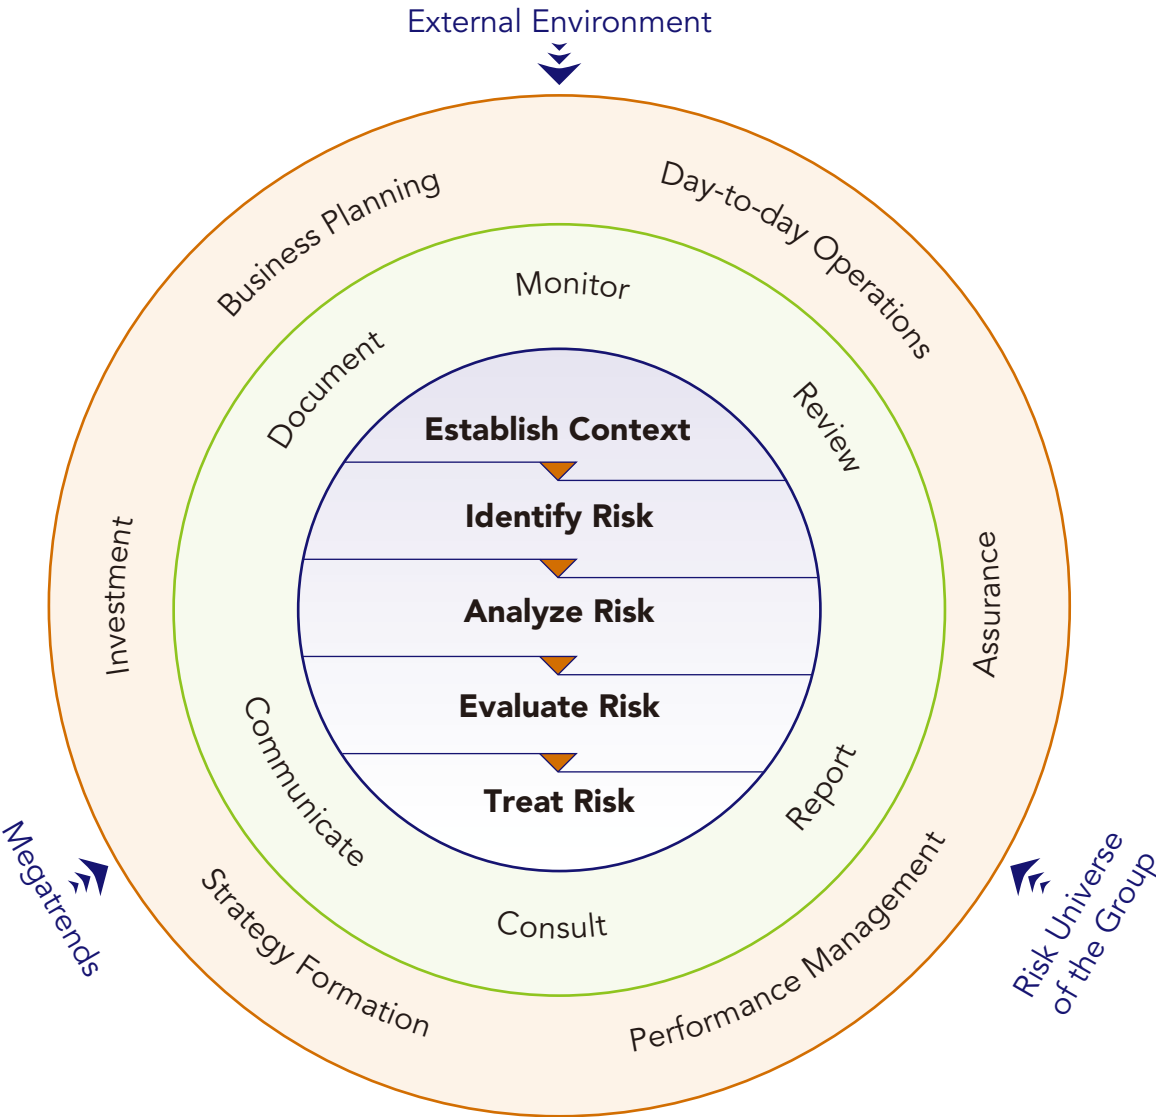 External Environment
Business Planning
Day-to-day Operations
Monitor
Document
Review
Establish Context
Identify Risk
Analyze Risk
Evaluate Risk
Treat Risk
Investment
Assurance
Communicate
Report
Consult
Strategy Formation
Performance Management
Megatrends
Risk Universe
of the Group